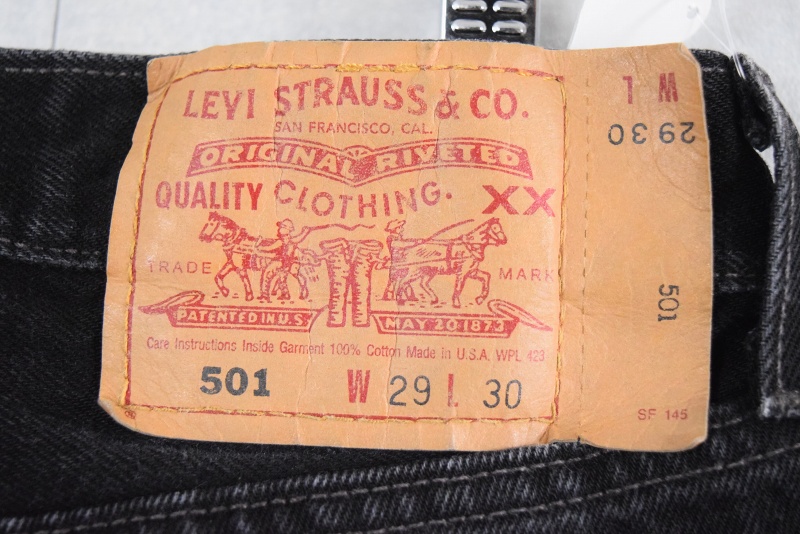 LEVI STRAUSS & CO.
SAN FRANCISCO, CAL.
ORIGINAL RIVETED
QUALITY CLOTHING. XX
TRADE MARK
PATENTED IN U.S. MAY 20 1873
Care Instructions Inside Garment 100% Cotton Made in U.S.A. WPL 423
501 W 29 L 30
W L
29 30
501
SF 145